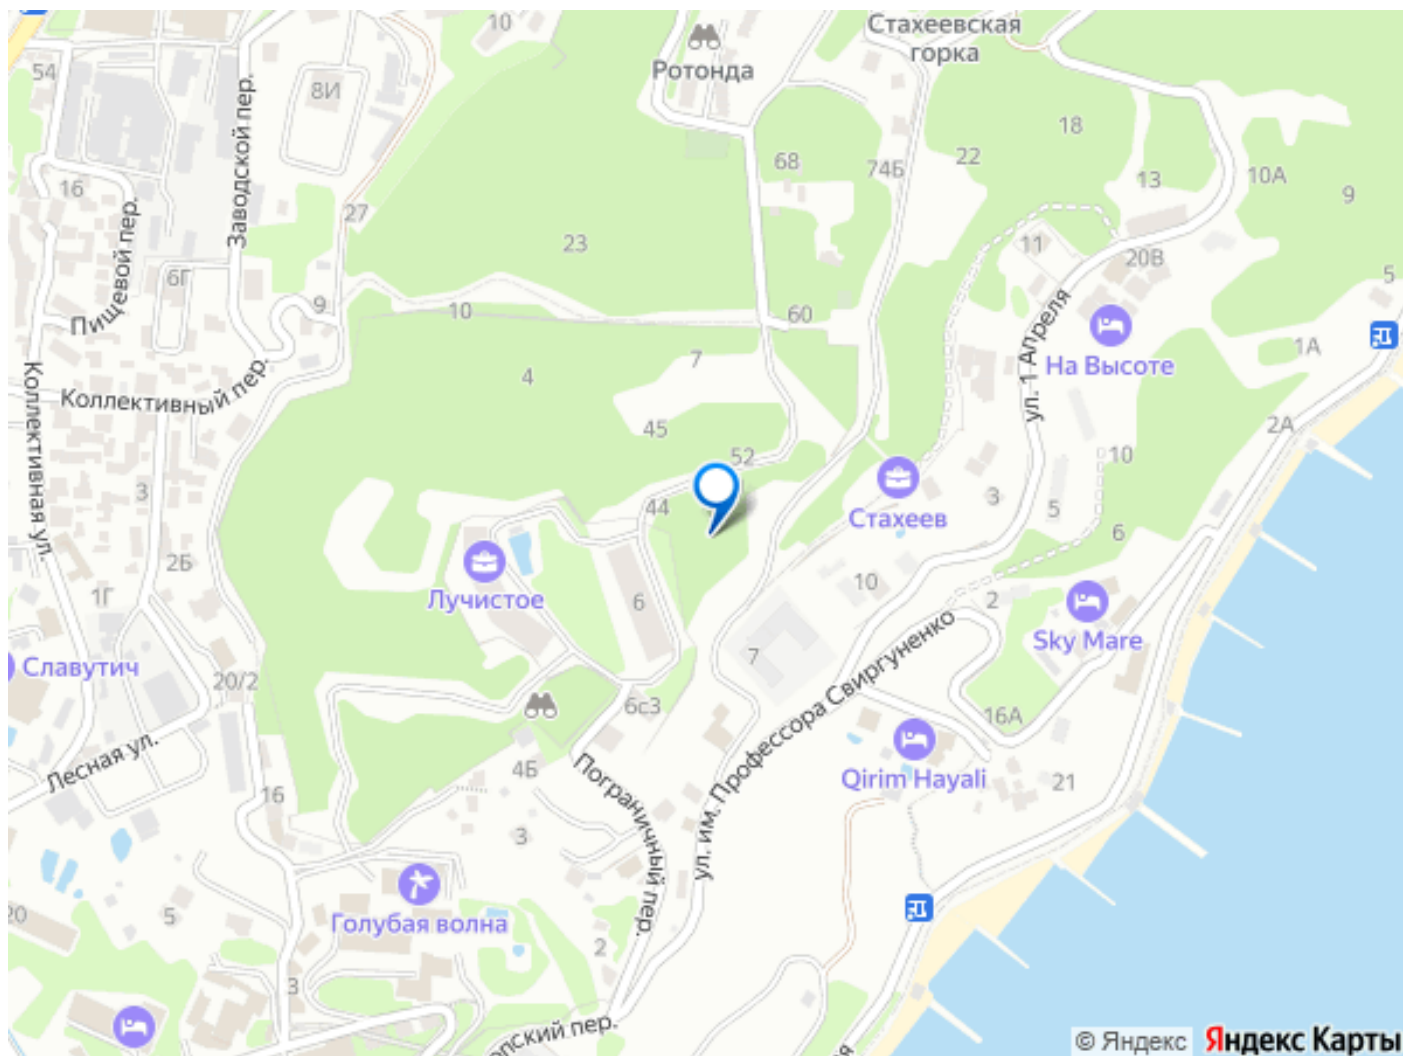 Стахеевская
горка
10
Ротонда
54
8И
Заводской пер.
18
68
74Б
22
16
13
10А
9
27
Пищевой пер.
23
11
20В
6Г
5
9
10
60
ул. 1 Апреля
На Высоте
1А
7
4
Коллективный пер.
Коллективная ул.
45
2А
52
10
3
44
3
5
Стахеев
6
2Б
Лучистое
1Г
6
10
2
Sky Mare
ул. им. Профессора Свиргуненко
7
Славутич
20/2
6с3
16А
Лесная ул.
4Б
Qirim Hayali
21
16
Пограничный пер.
3
20
5
Голубая волна
2
3
пер.
© Яндекс
Яндекс Карты